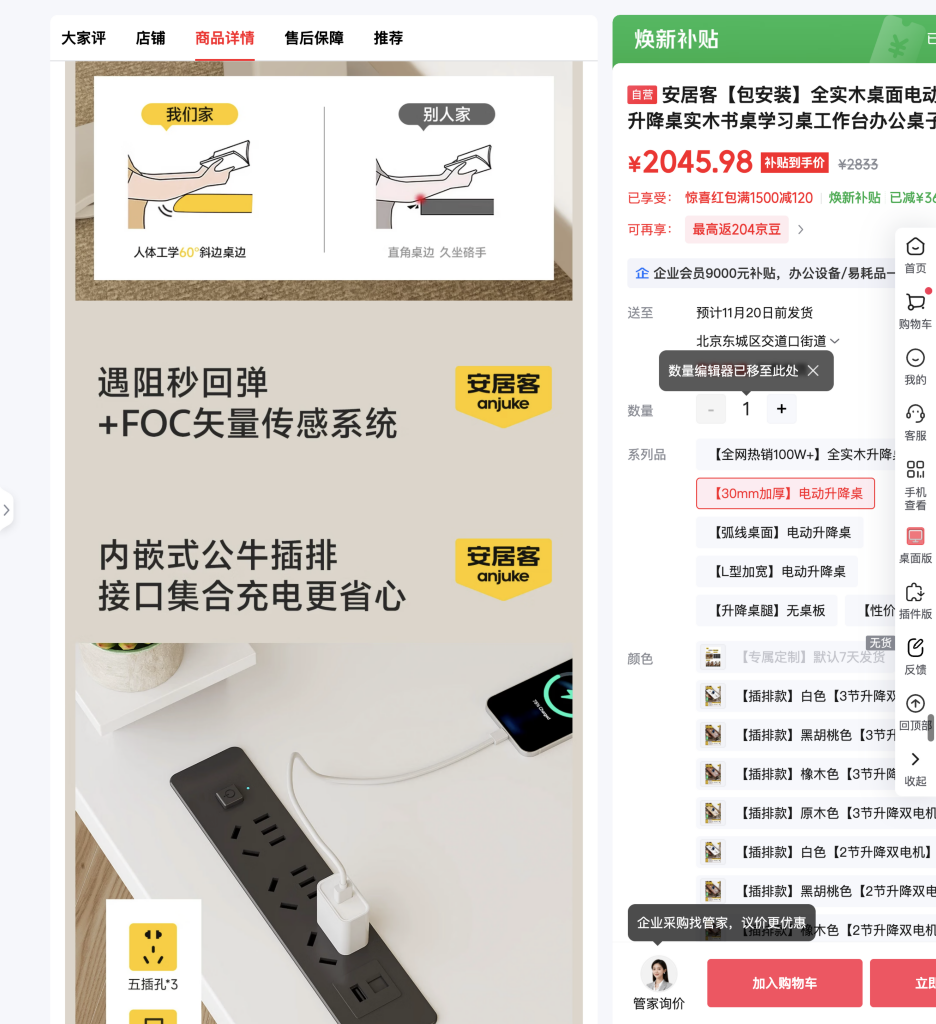 大家评
店铺
商品详情
售后保障
推荐
我们家
别人家
人体工学60°斜边桌边
直角桌边 久坐硌手
遇阻秒回弹
+FOC矢量传感系统
安居客
anjuke
内嵌式公牛插排
接口集合充电更省心
安居客
anjuke
五插孔*3
焕新补贴
自营 安居客【包安装】全实木桌面电动
升降桌实木书桌学习桌工作台办公桌子
¥2045.98 补贴到手价 ¥2833
已享受： 惊喜红包满1500减120 焕新补贴 已减¥36
可再享： 最高返204京豆 >
企 企业会员9000元补贴，办公设备/易耗品一
送至 预计11月20日前发货
北京东城区交道口街道
数量编辑器已移至此处
数量 - 1 +
系列品 【全网热销100W+】全实木升降
【30mm加厚】电动升降桌
【弧线桌面】电动升降桌
【L型加宽】电动升降桌
【升降桌腿】无桌板 【性价
颜色 【专属定制】默认7天发货 无货
【插排款】白色【3节升降双
【插排款】黑胡桃色【3节升
【插排款】橡木色【3节升降
【插排款】原木色【3节升降双电机
【插排款】白色【2节升降双电机】
【插排款】黑胡桃色【2节升降双电
木色【2节升降双电机
企业采购找管家，议价更优惠
管家询价
加入购物车
首页
购物车
我的
客服
手机
查看
桌面版
插件版
反馈
回顶部
收起